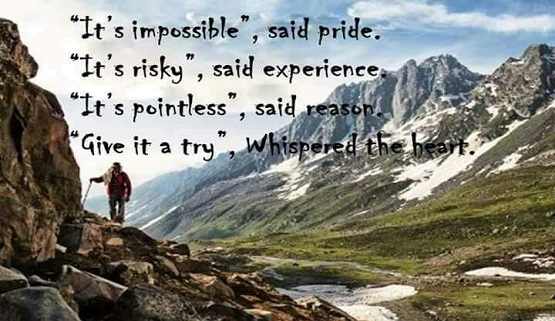 “It’s impossible”, said pride.
“It’s risky”, said experience.
“It’s pointless”, said reason.
“Give it a try”, Whispered the heart.